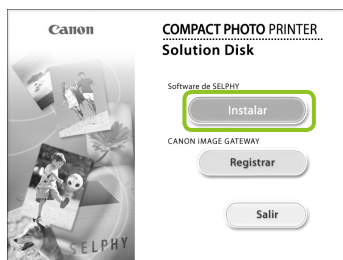 Canon
COMPACT PHOTO PRINTER
Solution Disk
Software de SELPHY
Instalar
CANON iMAGE GATEWAY
Registrar
Salir
SELPHY